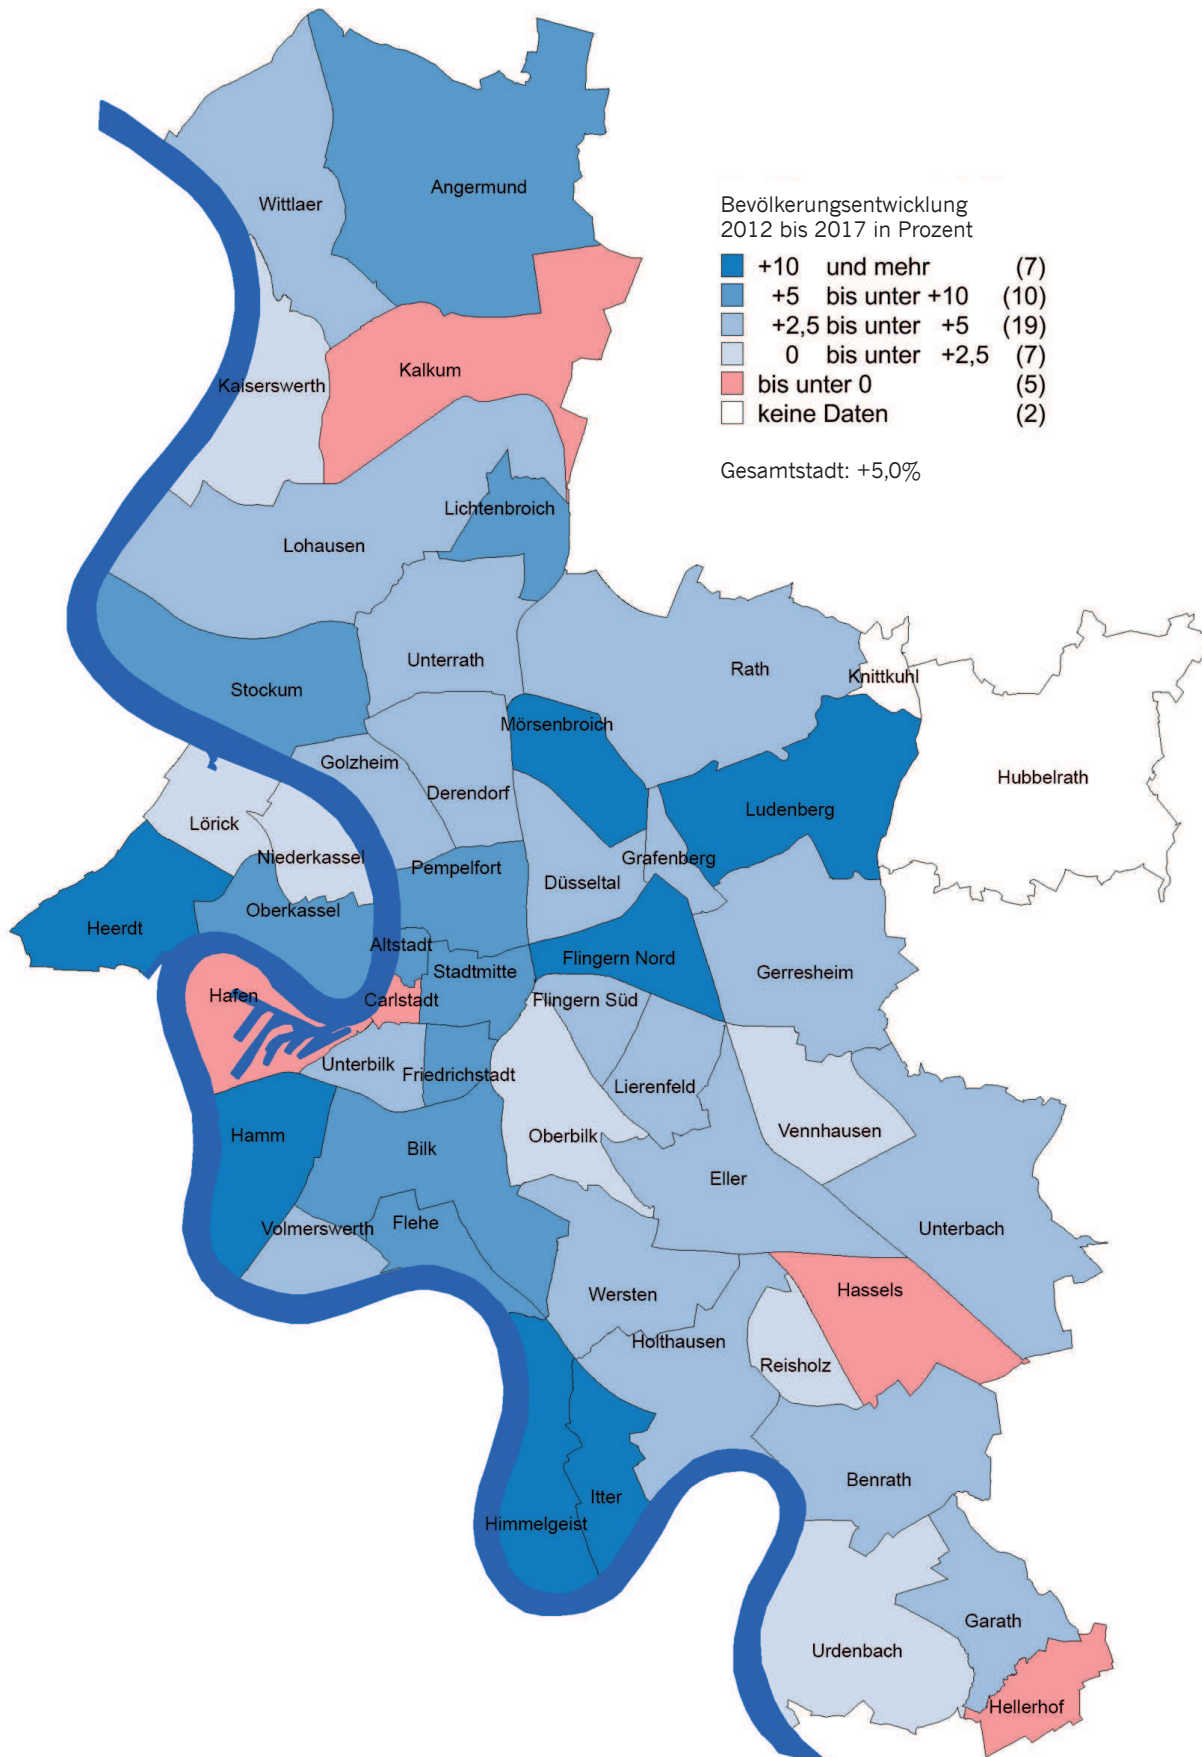 Angermund
Wittlaer
Bevölkerungsentwicklung
2012 bis 2017 in Prozent
+10 und mehr (7)
+5 bis unter +10 (10)
+2,5 bis unter +5 (19)
0 bis unter +2,5 (7)
bis unter 0 (5)
keine Daten (2)
Gesamtstadt: +5,0%
Kalkum
Kaiserswerth
Lichtenbroich
Lohausen
Unterrath
Rath
Knittkuhl
Stockum
Mörsenbroich
Golzheim
Hubbelrath
Derendorf
Ludenberg
Lörick
Niederkassel
Grafenberg
Pempelfort
Düsseltal
Oberkassel
Heerdt
Altstadt
Flingern Nord
Stadtmitte
Gerresheim
Hafen
Carlstadt
Flingern Süd
Unterbilk
Friedrichstadt
Lierenfeld
Vennhausen
Hamm
Oberbilk
Bilk
Eller
Volmerswerth
Flehe
Unterbach
Hassels
Wersten
Holthausen
Reisholz
Benrath
Itter
Himmelgeist
Garath
Urdenbach
Hellerhof